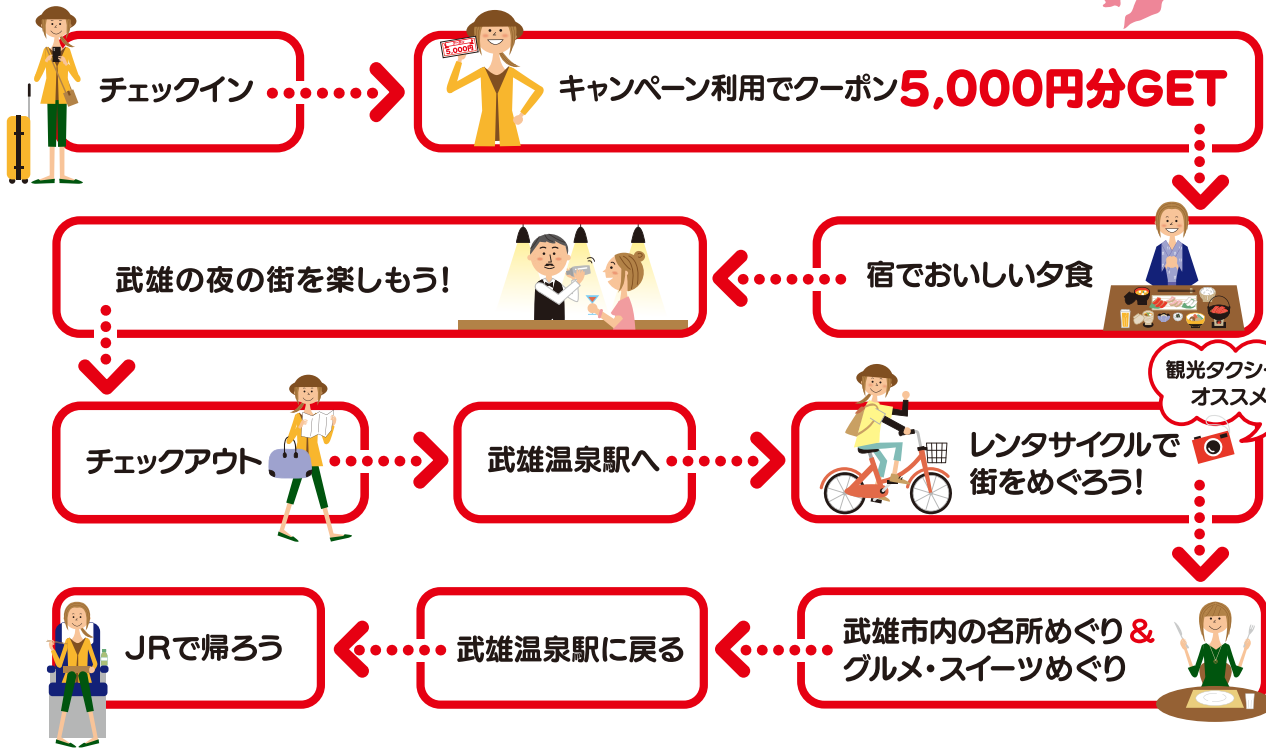 チェックイン
5,000円
キャンペーン利用でクーポン5,000円分GET
宿でおいしい夕食
武雄の夜の街を楽しもう!
チェックアウト
武雄温泉駅へ
レンタサイクルで
街をめぐろう!
観光タクシー
オススメ
武雄市内の名所めぐり&
グルメ・スイーツめぐり
武雄温泉駅に戻る
JRで帰ろう